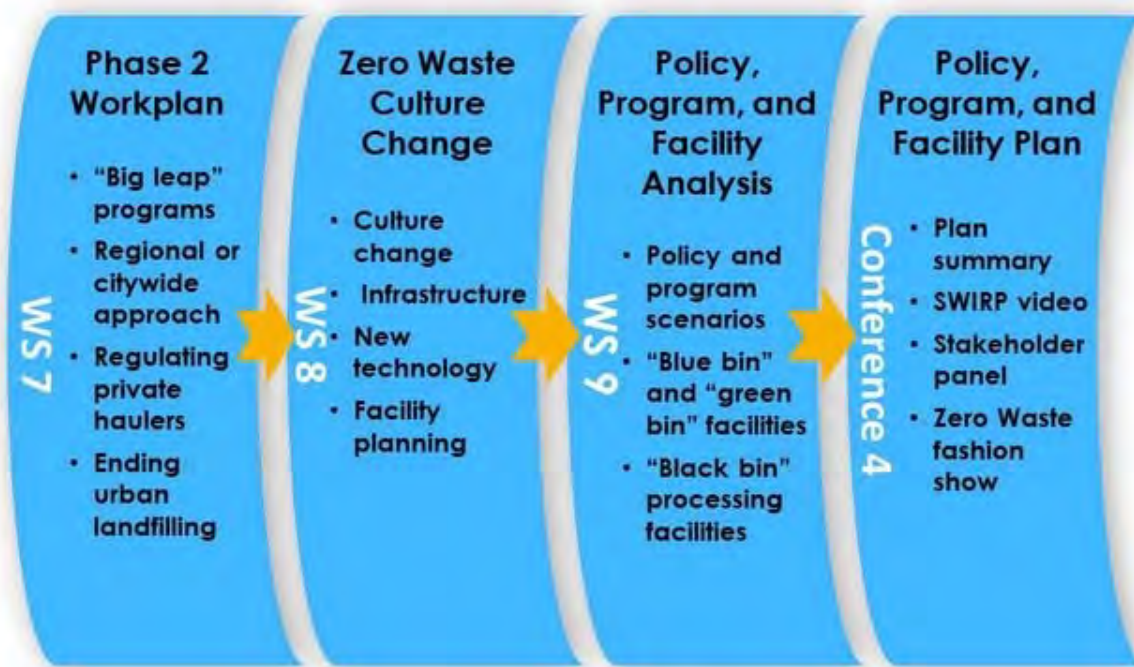 Phase 2
Workplan
• “Big leap”
programs
• Regional or
citywide
approach
• Regulating
private
haulers
• Ending
urban
landfilling
WS 7
Zero Waste
Culture
Change
• Culture
change
• Infrastructure
• New
technology
• Facility
planning
WS 8
Policy,
Program, and
Facility
Analysis
• Policy and
program
scenarios
• “Blue bin”
and “green
bin” facilities
• “Black bin”
processing
facilities
WS 9
Policy,
Program, and
Facility Plan
• Plan
summary
• SWIRP video
• Stakeholder
panel
• Zero Waste
fashion
show
Conference 4